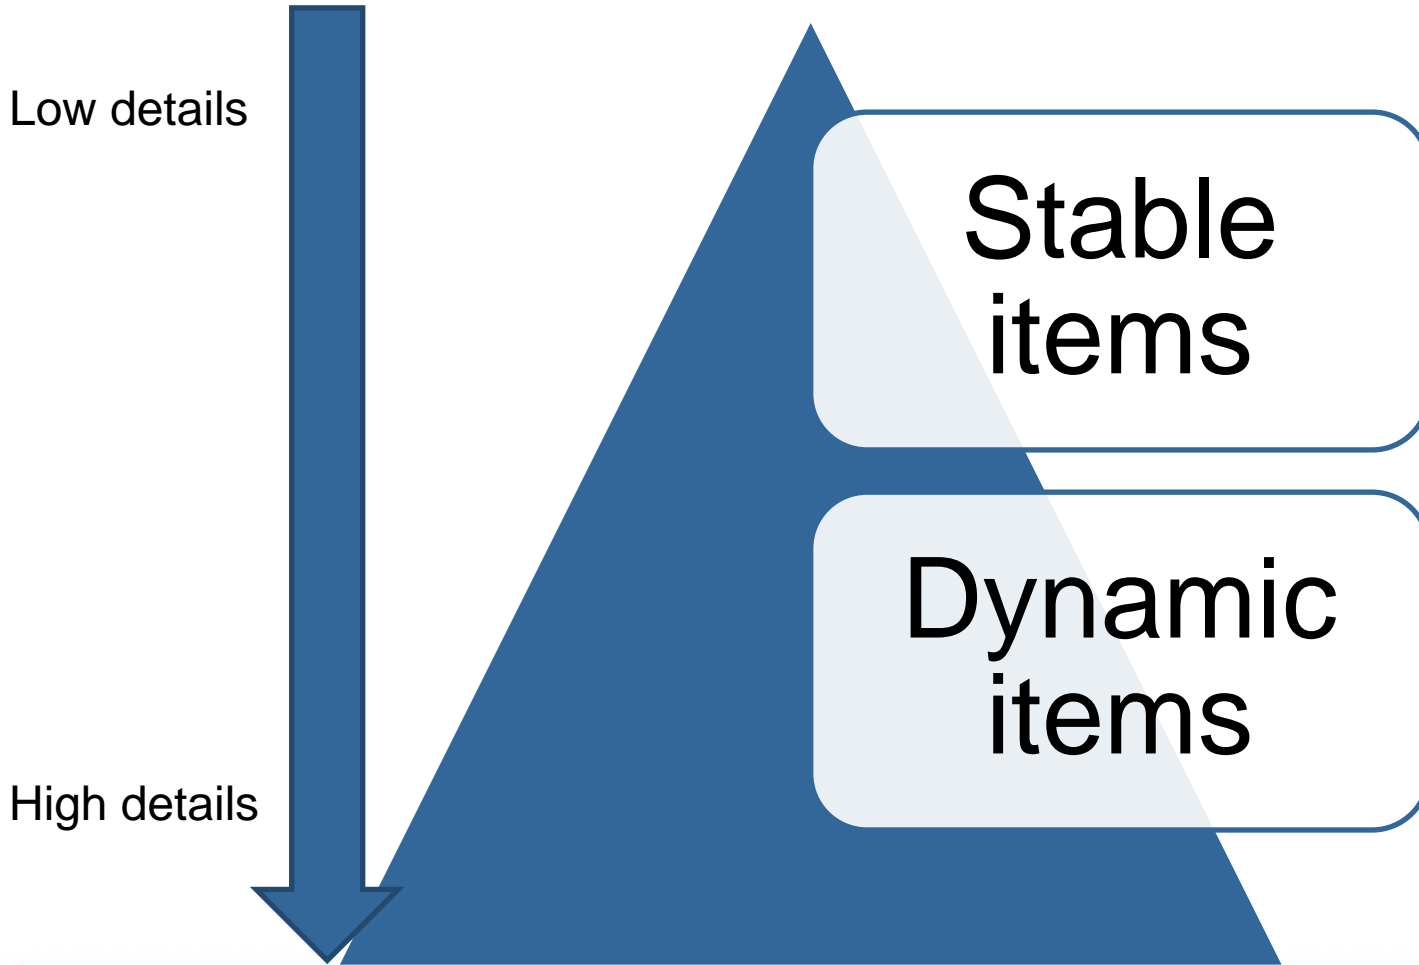 Low details
Stable
items
Dynamic
items
High details